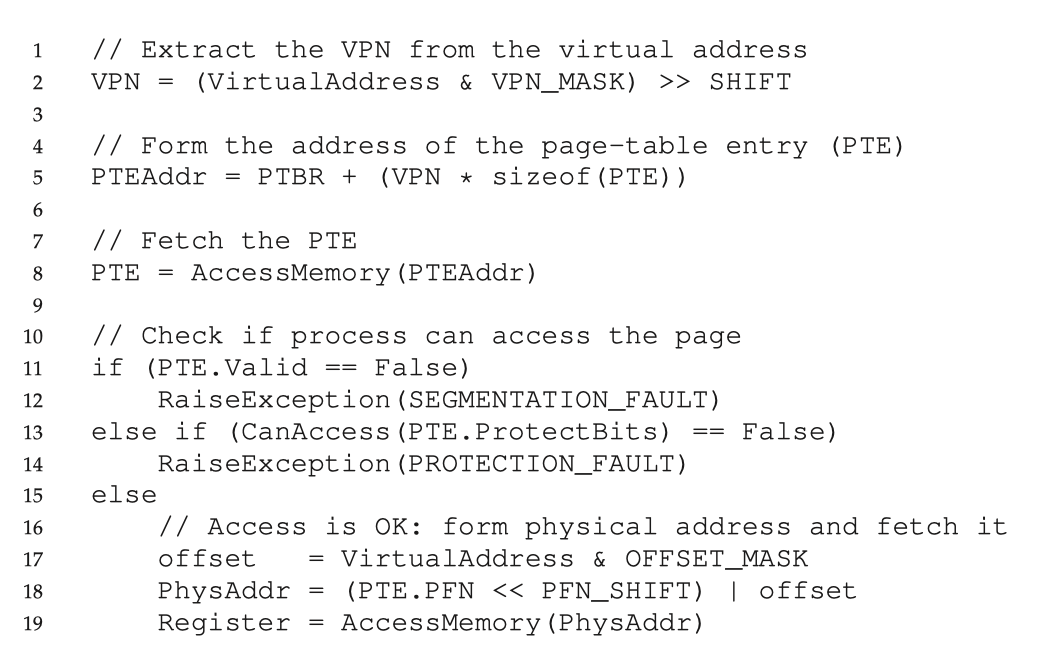 1 // Extract the VPN from the virtual address
2 VPN = (VirtualAddress & VPN_MASK) >> SHIFT
3
4 // Form the address of the page-table entry (PTE)
5 PTEAddr = PTBR + (VPN * sizeof(PTE))
6
7 // Fetch the PTE
8 PTE = AccessMemory(PTEAddr)
9
10 // Check if process can access the page
11 if (PTE.Valid == False)
12     RaiseException(SEGMENTATION_FAULT)
13 else if (CanAccess(PTE.ProtectBits) == False)
14     RaiseException(PROTECTION_FAULT)
15 else
16     // Access is OK: form physical address and fetch it
17     offset   = VirtualAddress & OFFSET_MASK
18     PhysAddr = (PTE.PFN << PFN_SHIFT) | offset
19     Register = AccessMemory(PhysAddr)